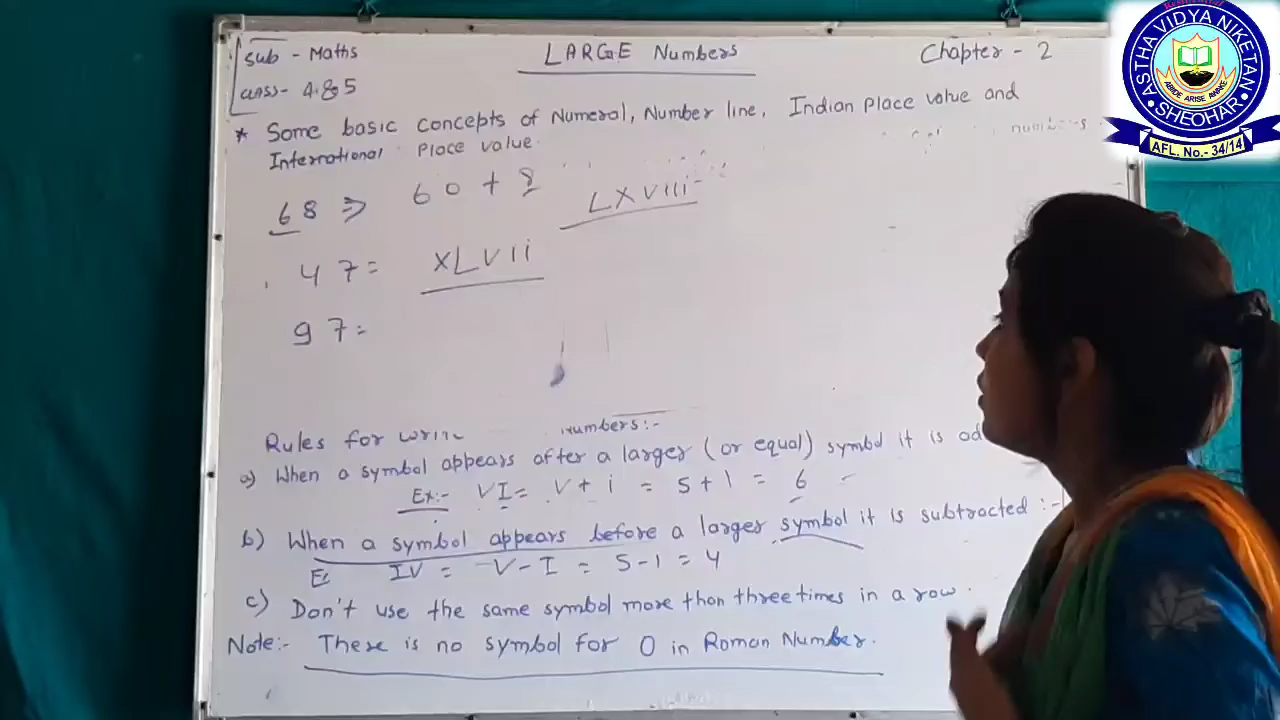 Sub - Maths
LARGE Numbers
Chapter - 2
CLASS- 4 & 5
* Some basic concepts of Numeral, Number line, Indian Place value and
International Place value.
numbers
68 ⇒ 60 + 8 LXVIII
47= XLVII
97=
Rules for numbers:-
a) When a symbol appears after a larger (or equal) symbol it is
Ex:- VI= V + i = 5 + 1 = 6
b) When a symbol appears before a larger symbol it is subtracted :-
Ex IV = V - I = 5 - 1 = 4
c) Don't use the same symbol more than three times in a row.
Note:- There is no symbol for 0 in Roman Number.
ASTHA VIDYA NIKETAN
ABIDE ARISE AWAKE
* SHEOHAR *
AFL. No.- 34/14